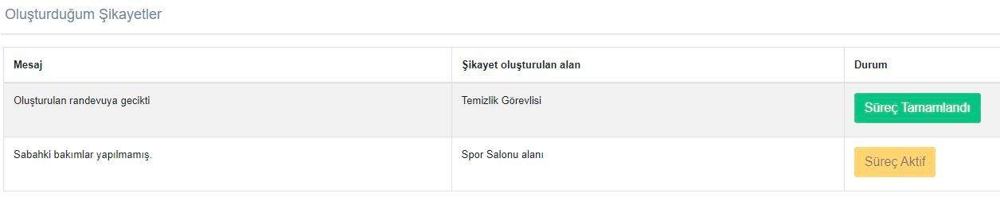 Oluşturduğum Şikayetler
Mesaj Şikayet oluşturulan alan Durum
Oluşturulan randevuya gecikti Temizlik Görevlisi Süreç Tamamlandı
Sabahki bakımlar yapılmamış. Spor Salonu alanı Süreç Aktif